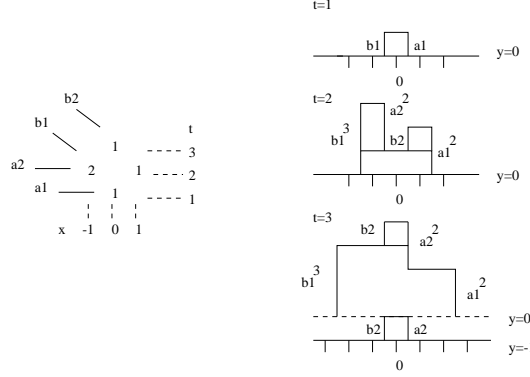 b2
b1
a2
a1
1
2 1
1
t
3
2
1
x -1 0 1
t=1
b1 a1
y=0
0
t=2
a2 2
b1 3 b2 a1 2
y=0
0
t=3
b2 a2 2
b1 3 a1 2
y=0
b2 a2
y=-
0